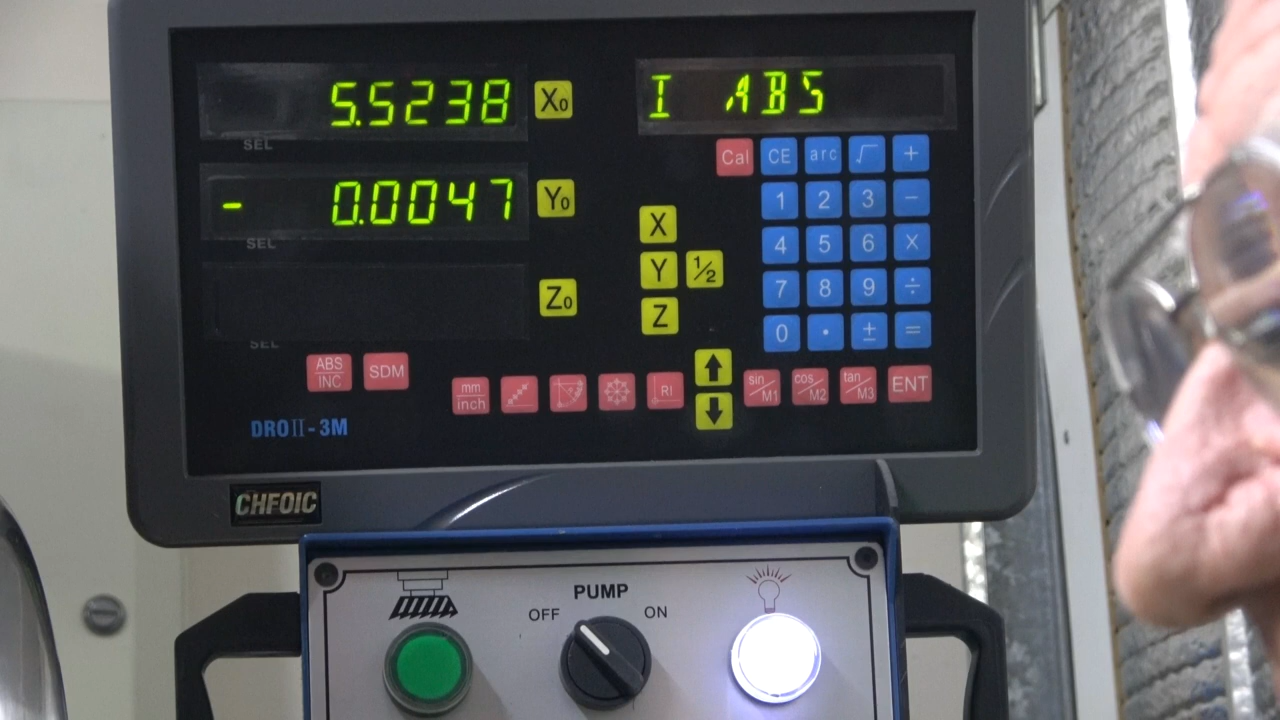 5.5238 X₀ I ABS
SEL
Cal CE arc √ +
- 0.0047 Y₀ 1 2 3 −
SEL
X 4 5 6 X
Y ½
Z₀ Z 7 8 9 ÷
SEL
0 · ± =
ABS/INC SDM mm/inch RI sin/M1 cos/M2 tan/M3 ENT
DROII-3M
CHFOIC
PUMP
OFF ON